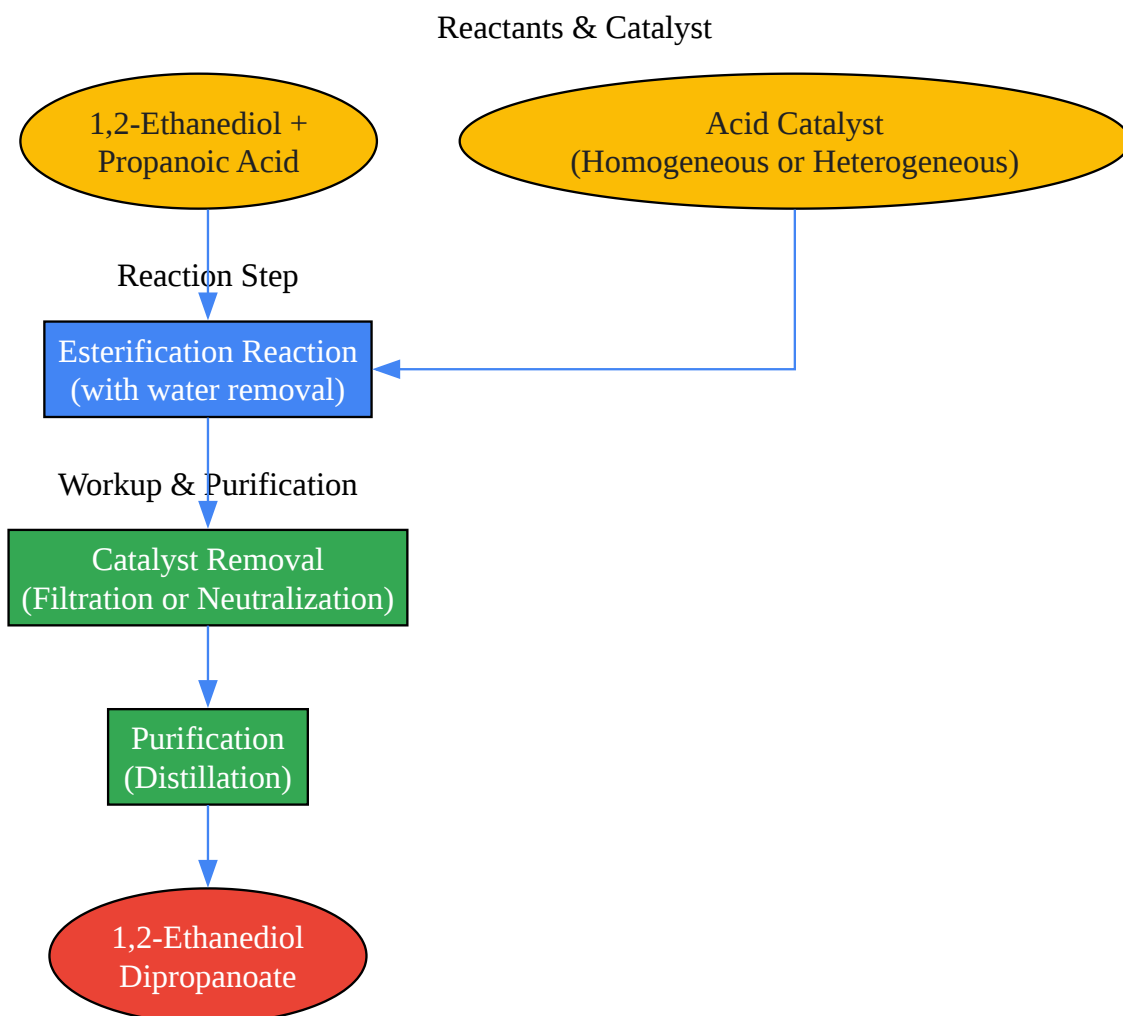 Reactants & Catalyst
1,2-Ethanediol +
Propanoic Acid
Acid Catalyst
(Homogeneous or Heterogeneous)
Reaction Step
Esterification Reaction
(with water removal)
Workup & Purification
Catalyst Removal
(Filtration or Neutralization)
Purification
(Distillation)
1,2-Ethanediol
Dipropanoate